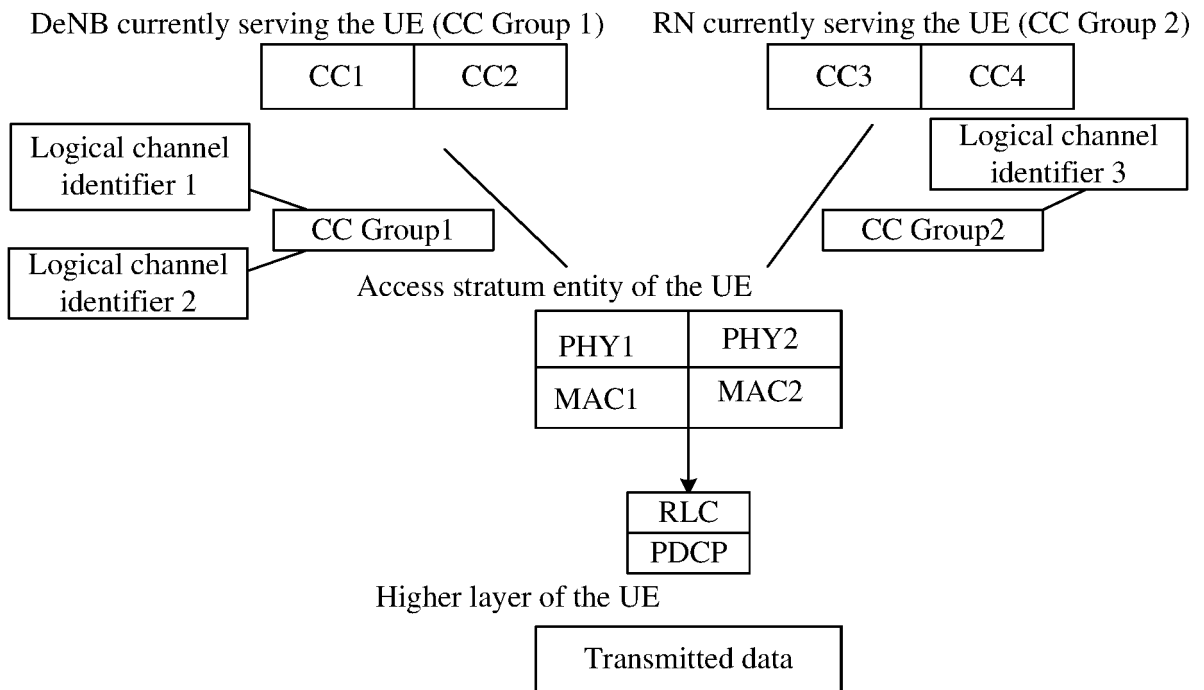 DeNB currently serving the UE (CC Group 1)
RN currently serving the UE (CC Group 2)
CC1
CC2
CC3
CC4
Logical channel
identifier 1
Logical channel
identifier 3
CC Group1
CC Group2
Logical channel
identifier 2
Access stratum entity of the UE
PHY1
PHY2
MAC1
MAC2
RLC
PDCP
Higher layer of the UE
Transmitted data